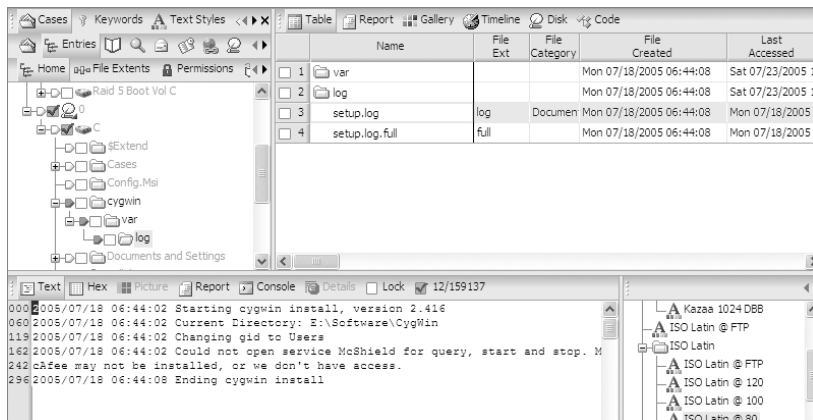 Cases Keywords Text Styles
Table Report Gallery Timeline Disk Code
Entries
Home File Extents Permissions
Name File Ext File Category File Created Last Accessed
1 var Mon 07/18/2005 06:44:08 Sat 07/23/2005 1
2 log Mon 07/18/2005 06:44:08 Sat 07/23/2005 1
3 setup.log log Documen Mon 07/18/2005 06:44:08 Mon 07/18/2005
4 setup.log.full full Mon 07/18/2005 06:44:08 Mon 07/18/2005
Raid 5 Boot Vol C
0
C
$Extend
Cases
Config.Msi
cygwin
var
log
Documents and Settings
Text Hex Picture Report Console Details Lock 12/159137
000 2005/07/18 06:44:02 Starting cygwin install, version 2.416
060 2005/07/18 06:44:02 Current Directory: E:\Software\CygWin
119 2005/07/18 06:44:02 Changing gid to Users
162 2005/07/18 06:44:02 Could not open service McShield for query, start and stop. M
242 cAfee may not be installed, or we don't have access.
296 2005/07/18 06:44:08 Ending cygwin install
Kazaa 1024 DBB
ISO Latin @ FTP
ISO Latin
ISO Latin @ FTP
ISO Latin @ 120
ISO Latin @ 100
ISO Latin @ 80